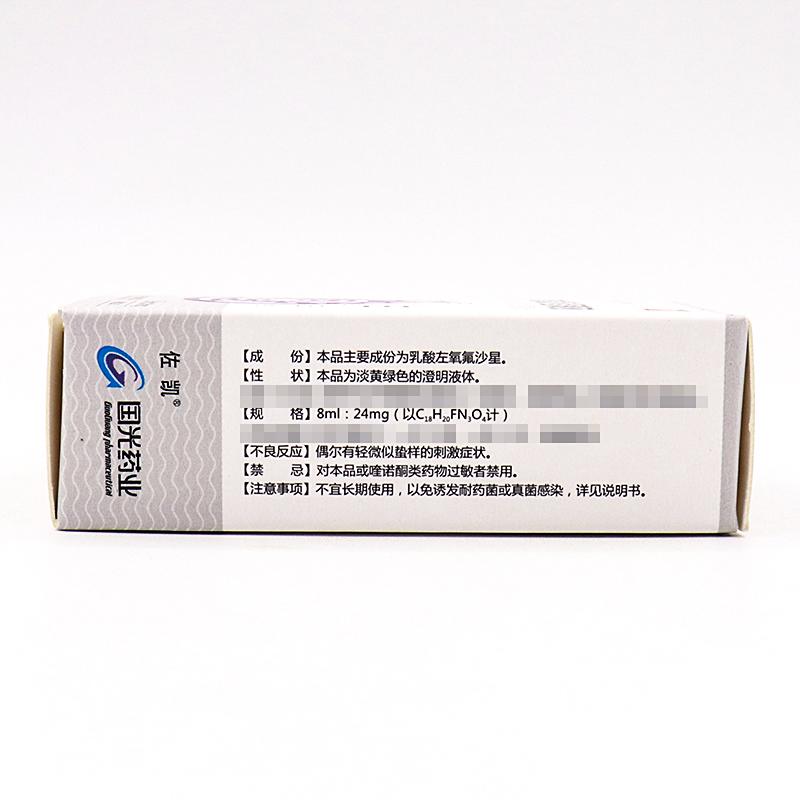 【成 份】本品主要成份为乳酸左氧氟沙星。
【性 状】本品为淡黄绿色的澄明液体。
【规 格】8ml：24mg（以C₁₈H₂₀FN₃O₄计）
【不良反应】偶尔有轻微似蛰样的刺激症状。
【禁 忌】对本品或喹诺酮类药物过敏者禁用。
【注意事项】不宜长期使用，以免诱发耐药菌或真菌感染，详见说明书。
佐凯®
国光药业
Guoguang pharmaceutical